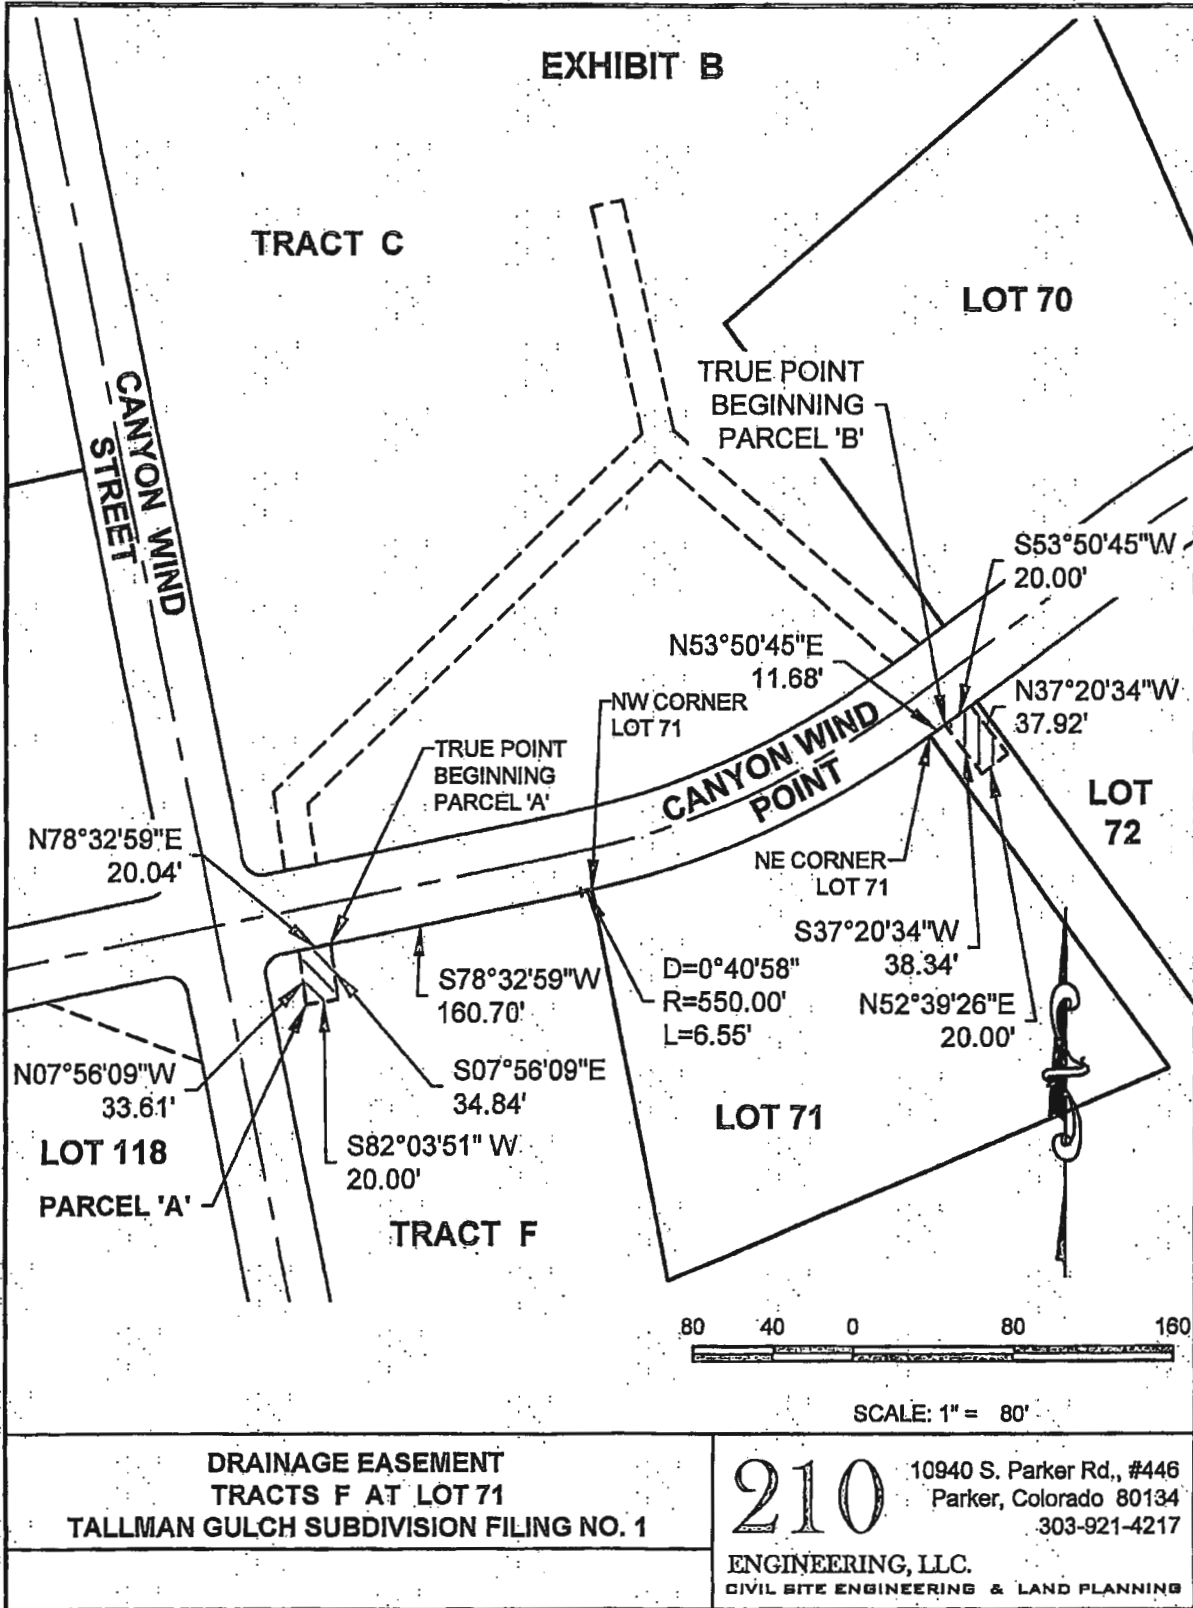 EXHIBIT B
TRACT C
LOT 70
CANYON WIND
STREET
TRUE POINT
BEGINNING
PARCEL 'B'
S53°50'45"W
20.00'
N53°50'45"E
11.68'
N37°20'34"W
37.92'
NW CORNER
LOT 71
TRUE POINT
BEGINNING
PARCEL 'A'
CANYON WIND
POINT
LOT
72
N78°32'59"E
20.04'
NE CORNER
LOT 71
S37°20'34"W
38.34'
S78°32'59"W
160.70'
D=0°40'58"
R=550.00'
L=6.55'
N52°39'26"E
20.00'
N07°56'09"W
33.61'
S07°56'09"E
34.84'
LOT 71
LOT 118
S82°03'51" W
20.00'
PARCEL 'A'
TRACT F
80 40 0 80 160
SCALE: 1" = 80'
DRAINAGE EASEMENT
TRACTS F AT LOT 71
TALLMAN GULCH SUBDIVISION FILING NO. 1
210
10940 S. Parker Rd., #446
Parker, Colorado 80134
303-921-4217
ENGINEERING, LLC.
CIVIL SITE ENGINEERING & LAND PLANNING